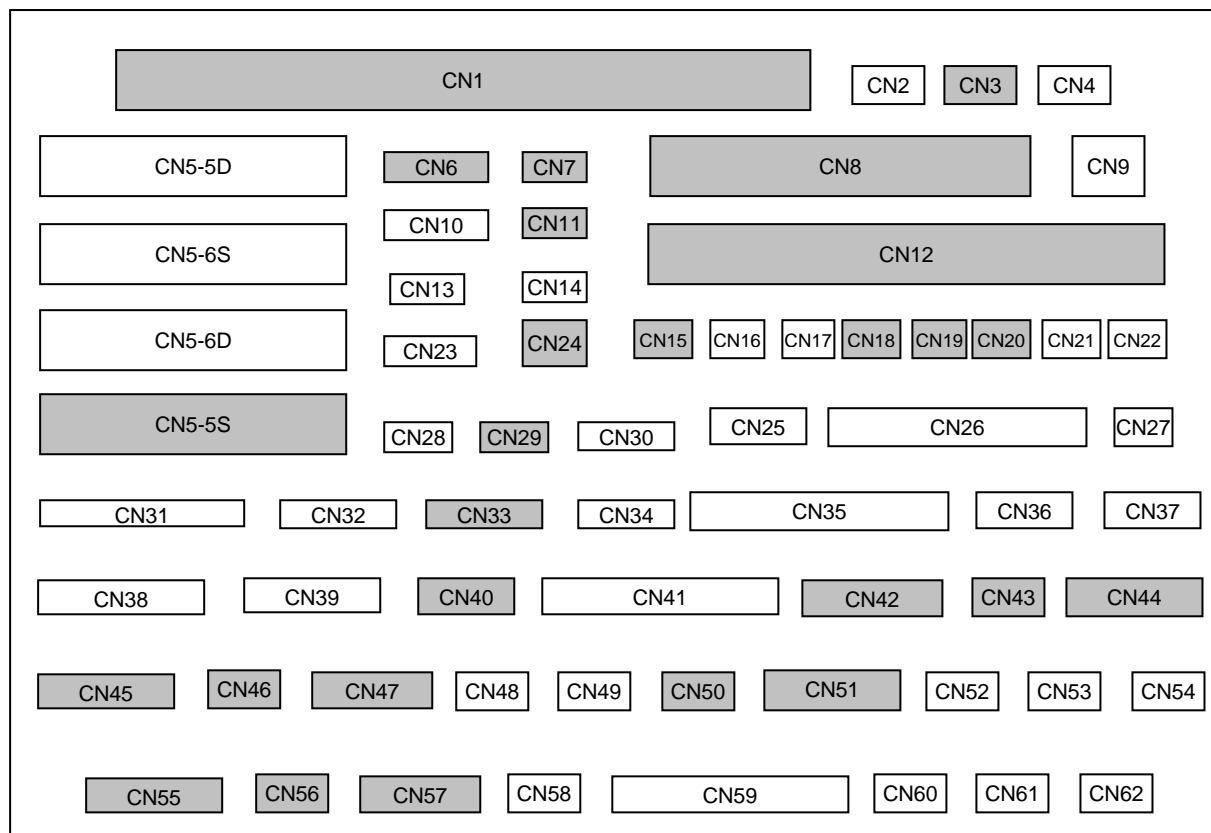 CN1 CN2 CN3 CN4
CN5-5D CN6 CN7 CN8 CN9
CN10 CN11
CN5-6S CN12
CN13 CN14
CN5-6D CN23 CN24 CN15 CN16 CN17 CN18 CN19 CN20 CN21 CN22
CN5-5S CN28 CN29 CN30 CN25 CN26 CN27
CN31 CN32 CN33 CN34 CN35 CN36 CN37
CN38 CN39 CN40 CN41 CN42 CN43 CN44
CN45 CN46 CN47 CN48 CN49 CN50 CN51 CN52 CN53 CN54
CN55 CN56 CN57 CN58 CN59 CN60 CN61 CN62